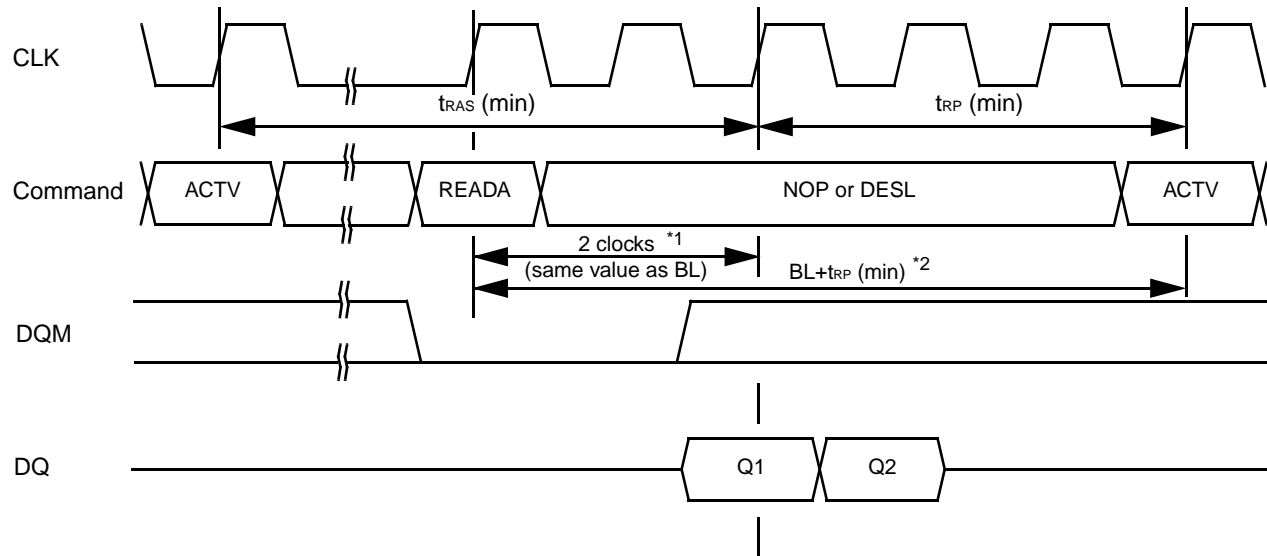 CLK
tRAS (min)
tRP (min)
Command
ACTV
READA
NOP or DESL
ACTV
2 clocks *1
(same value as BL)
BL+tRP (min) *2
DQM
DQ
Q1
Q2